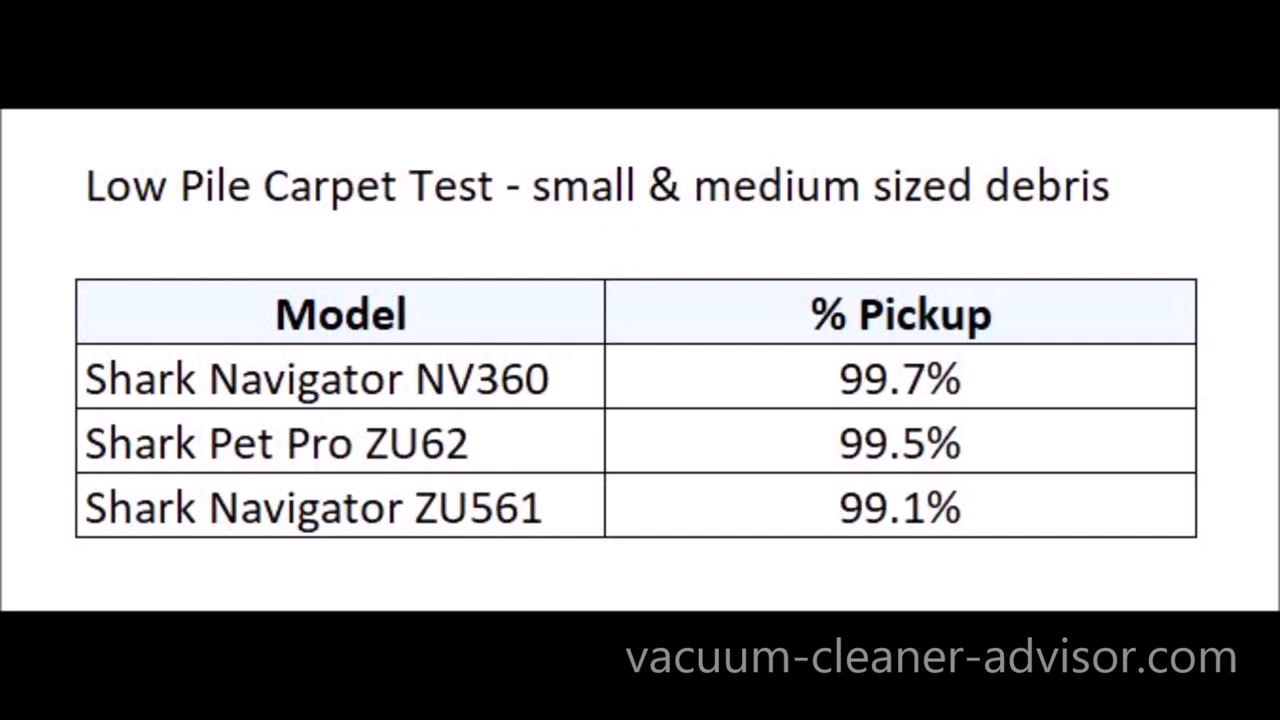 Low Pile Carpet Test - small & medium sized debris
Model % Pickup
Shark Navigator NV360 99.7%
Shark Pet Pro ZU62 99.5%
Shark Navigator ZU561 99.1%
vacuum-cleaner-advisor.com